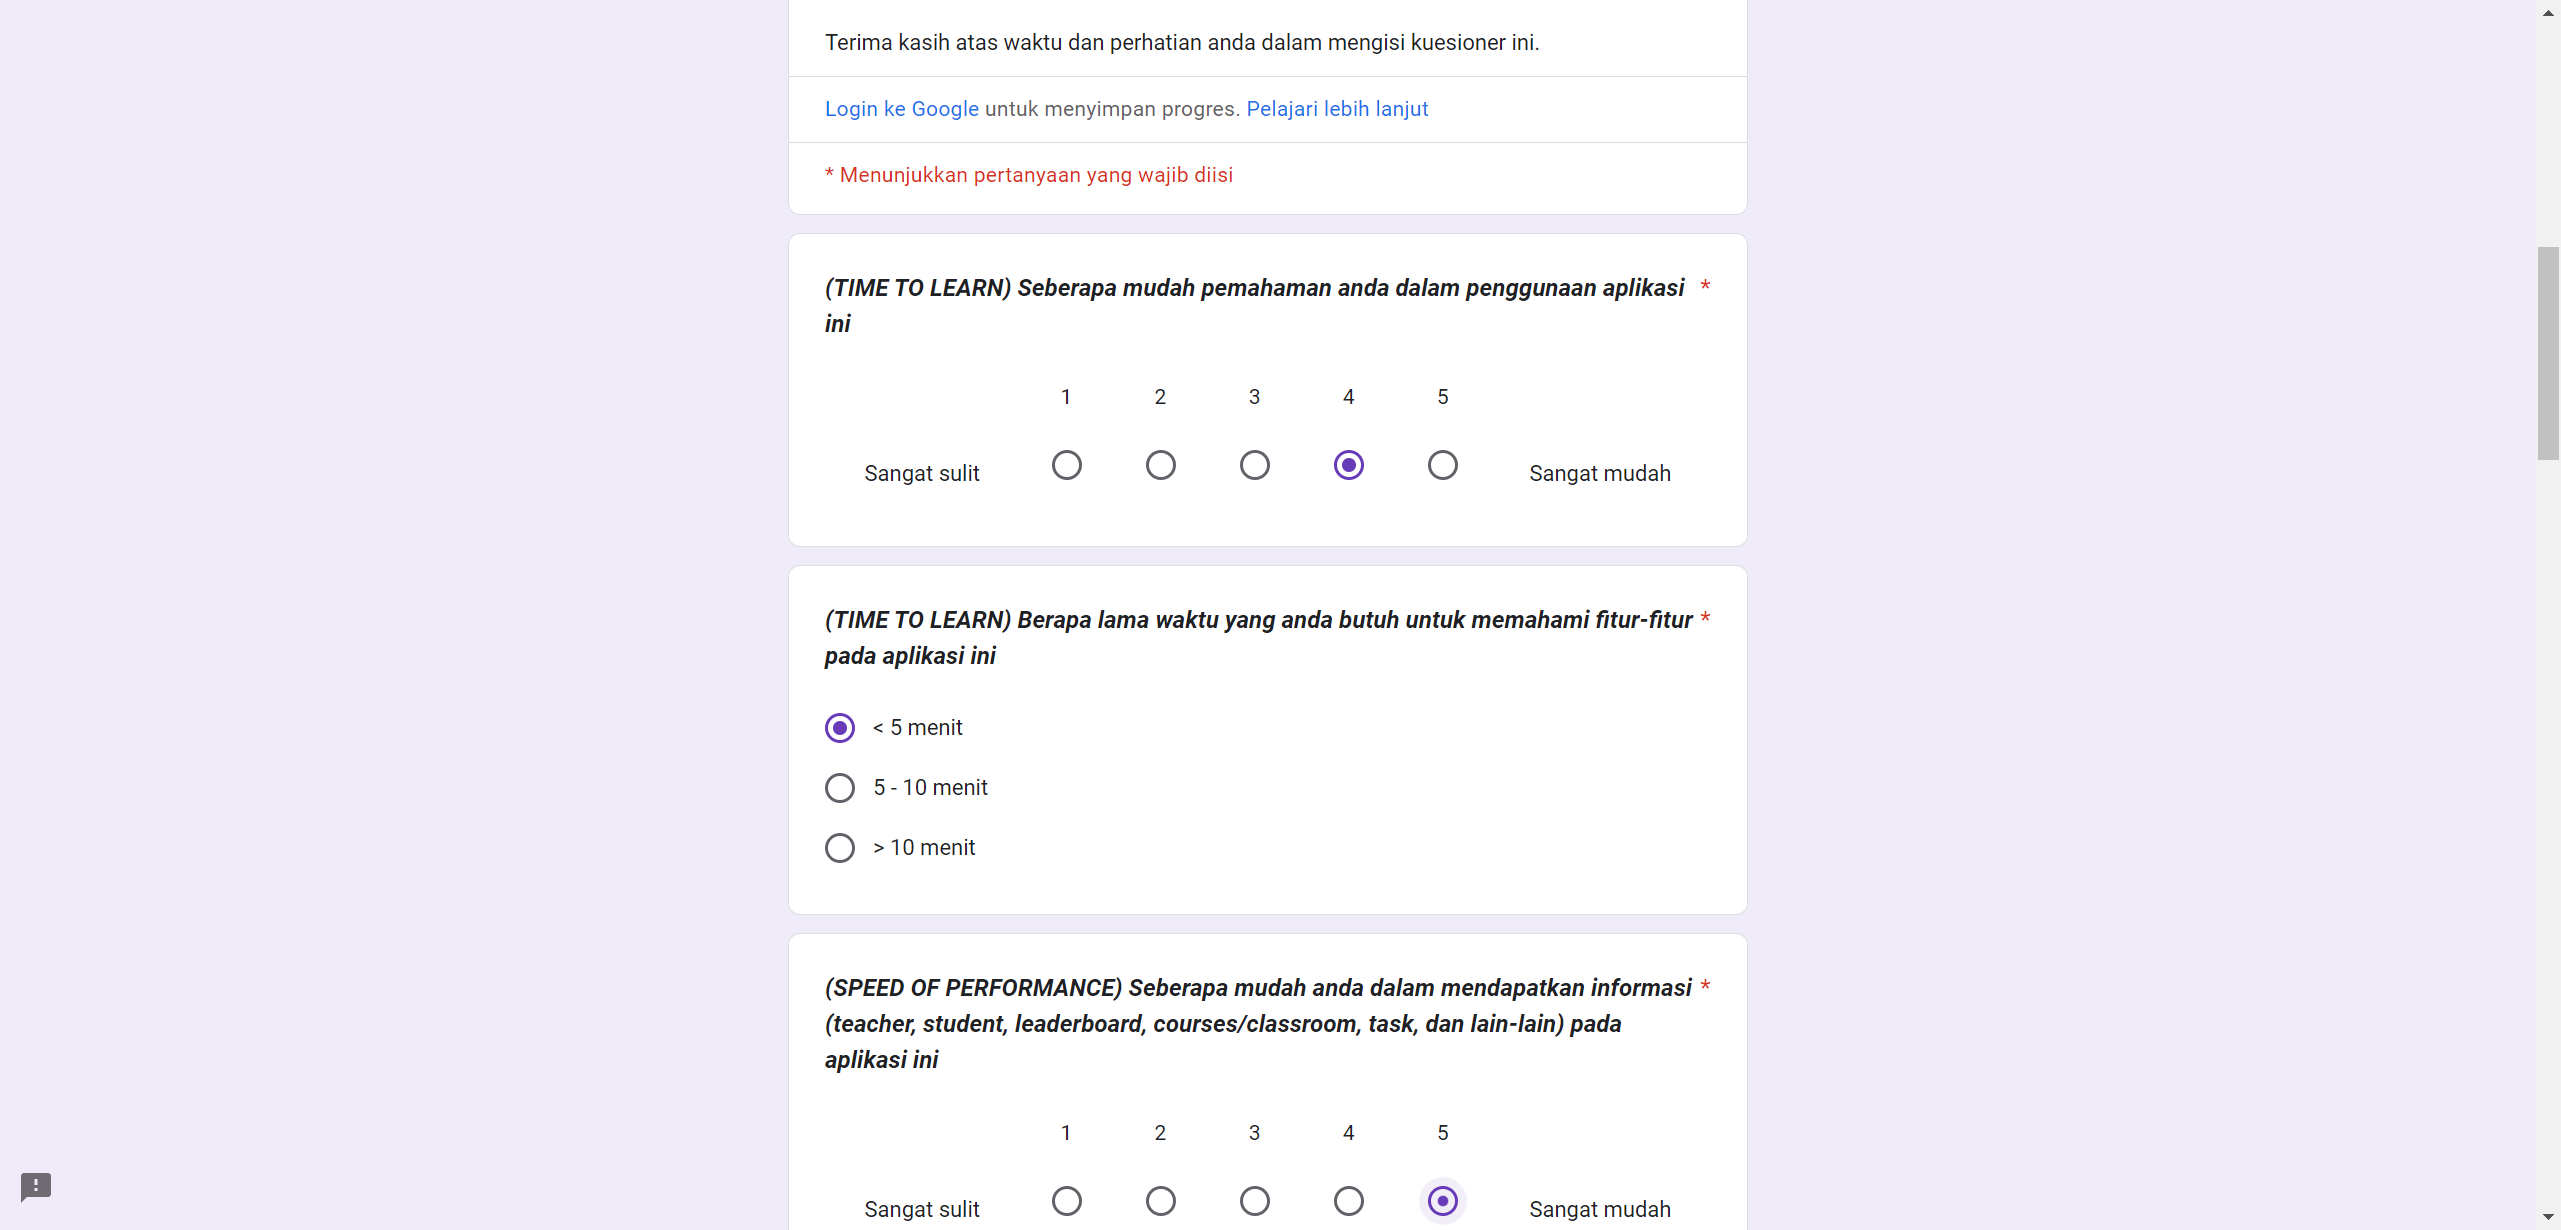 Terima kasih atas waktu dan perhatian anda dalam mengisi kuesioner ini.
Login ke Google untuk menyimpan progres. Pelajari lebih lanjut
* Menunjukkan pertanyaan yang wajib diisi
(TIME TO LEARN) Seberapa mudah pemahaman anda dalam penggunaan aplikasi *
ini
1 2 3 4 5
Sangat sulit Sangat mudah
(TIME TO LEARN) Berapa lama waktu yang anda butuh untuk memahami fitur-fitur *
pada aplikasi ini
< 5 menit
5 - 10 menit
> 10 menit
(SPEED OF PERFORMANCE) Seberapa mudah anda dalam mendapatkan informasi *
(teacher, student, leaderboard, courses/classroom, task, dan lain-lain) pada
aplikasi ini
1 2 3 4 5
Sangat sulit Sangat mudah